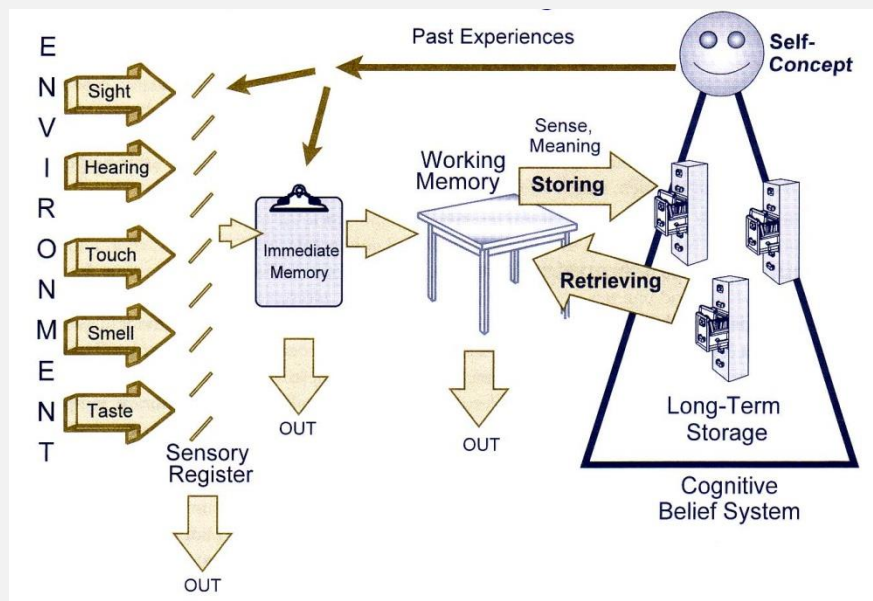 ENVIRONMENT
Sight
Hearing
Touch
Smell
Taste
Sensory
Register
OUT
Past Experiences
Immediate
Memory
OUT
Working
Memory
OUT
Sense,
Meaning
Storing
Retrieving
Self-
Concept
Long-Term
Storage
Cognitive
Belief System